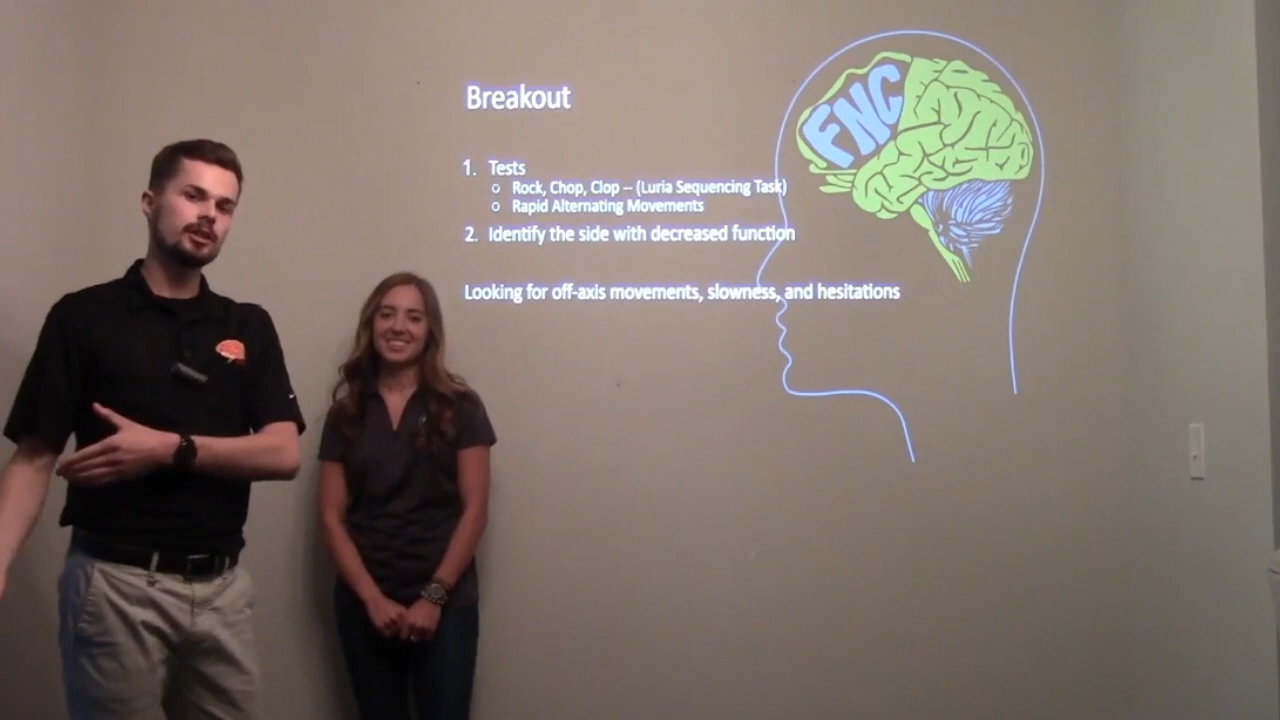 Breakout
FNC
1. Tests
○ Rock, Chop, Clop – (Luria Sequencing Task)
○ Rapid Alternating Movements
2. Identify the side with decreased function
Looking for off-axis movements, slowness, and hesitations